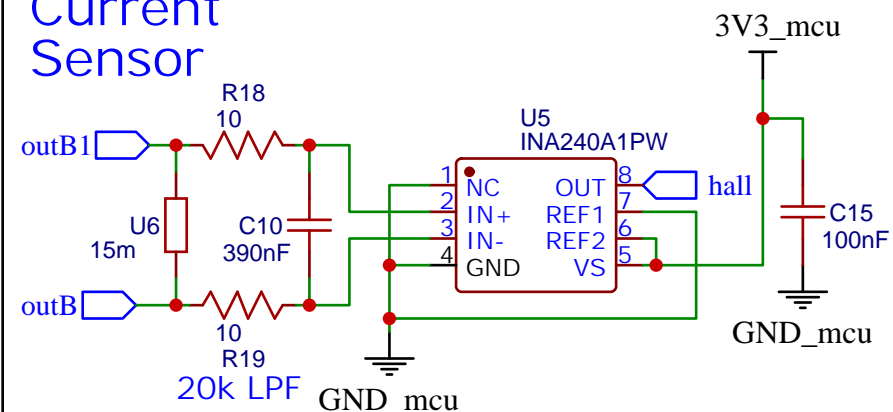 Current
Sensor
3V3_mcu
R18
10
outB1
U5
INA240A1PW
1 NC OUT 8 hall
2 IN+ REF1 7
3 IN- REF2 6
4 GND VS 5
U6
15m
C10
390nF
C15
100nF
outB
10
R19
20k LPF
GND_mcu
GND_mcu